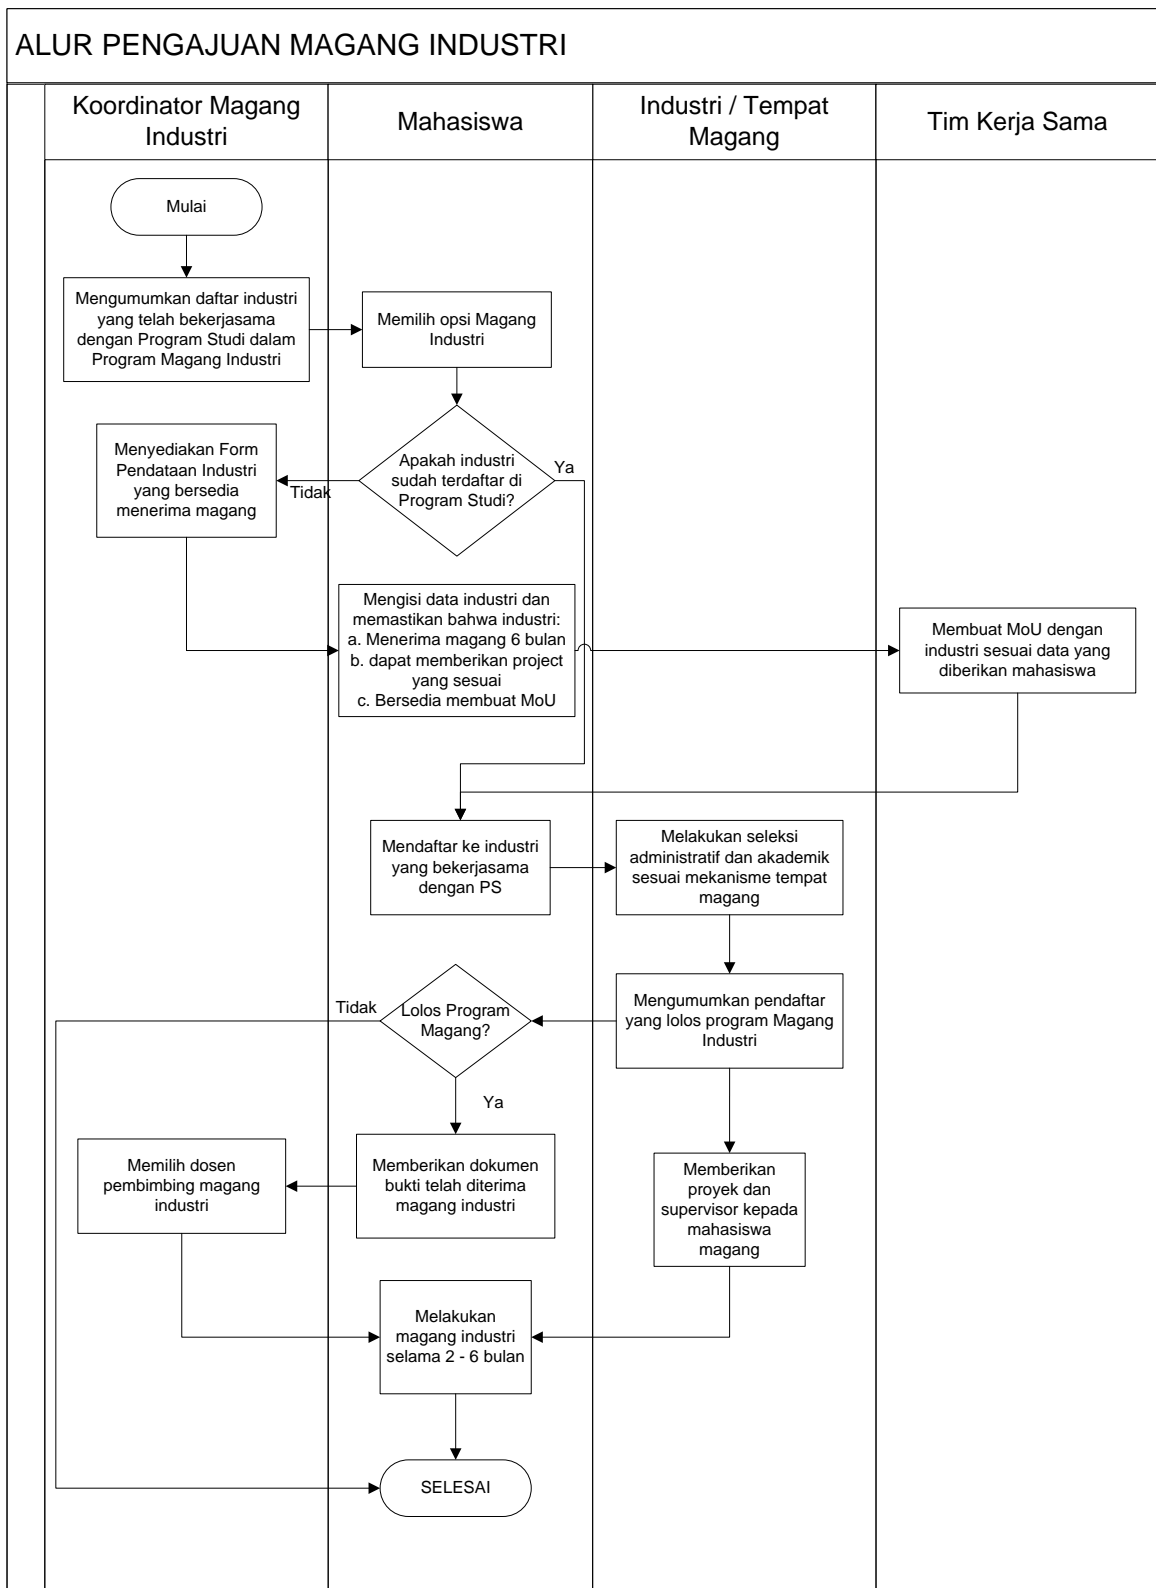 ALUR PENGAJUAN MAGANG INDUSTRI
Koordinator Magang
Industri
Mahasiswa
Industri / Tempat
Magang
Tim Kerja Sama
Mulai
Mengumumkan daftar industri
yang telah bekerjasama
dengan Program Studi dalam
Program Magang Industri
Memilih opsi Magang
Industri
Menyediakan Form
Pendataan Industri
yang bersedia
menerima magang
Tidak
Apakah industri
sudah terdaftar di
Program Studi?
Ya
Mengisi data industri dan
memastikan bahwa industri:
a. Menerima magang 6 bulan
b. dapat memberikan project
yang sesuai
c. Bersedia membuat MoU
Membuat MoU dengan
industri sesuai data yang
diberikan mahasiswa
Mendaftar ke industri
yang bekerjasama
dengan PS
Melakukan seleksi
administratif dan akademik
sesuai mekanisme tempat
magang
Tidak
Lolos Program
Magang?
Mengumumkan pendaftar
yang lolos program Magang
Industri
Ya
Memilih dosen
pembimbing magang
industri
Memberikan dokumen
bukti telah diterima
magang industri
Memberikan
proyek dan
supervisor kepada
mahasiswa
magang
Melakukan
magang industri
selama 2 - 6 bulan
SELESAI